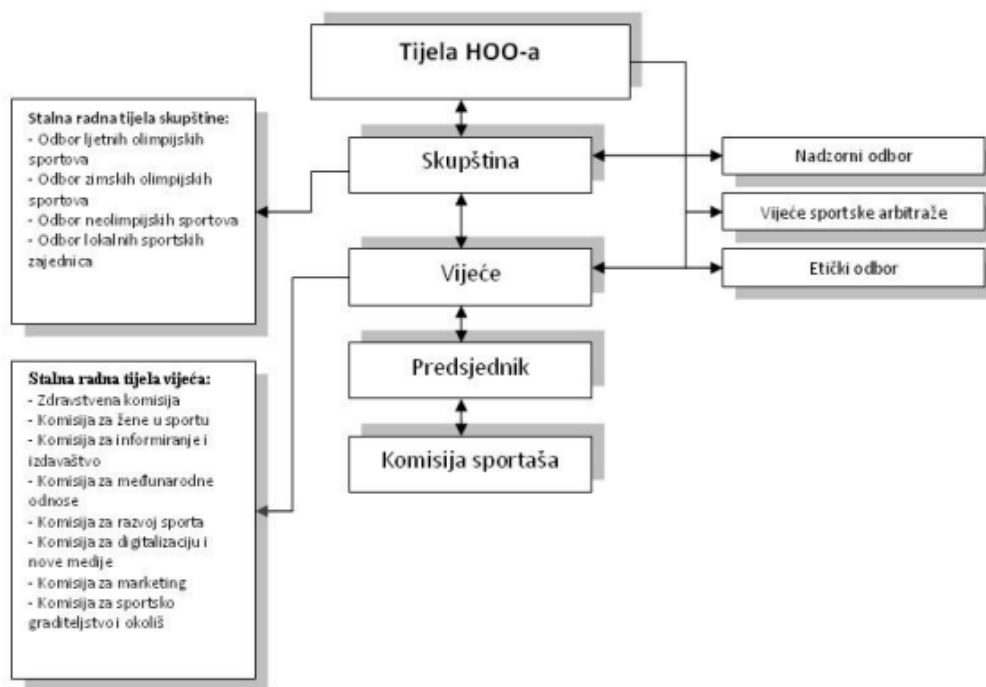 Tijela HOO-a
Stalna radna tijela skupštine:
- Odbor ljetnih olimpijskih
sportova
- Odbor zimskih olimpijskih
sportova
- Odbor neolimpijskih sportova
- Odbor lokalnih sportskih
zajednica
Skupština
Nadzorni odbor
Vijeće sportske arbitraže
Vijeće
Etički odbor
Predsjednik
Komisija sportaša
Stalna radna tijela vijeća:
- Zdravstvena komisija
- Komisija za žene u sportu
- Komisija za informiranje i
izdavaštvo
- Komisija za međunarodne
odnose
- Komisija za razvoj sporta
- Komisija za digitalizaciju i
nove medije
- Komisija za marketing
- Komisija za sportsko
graditeljstvo i okoliš